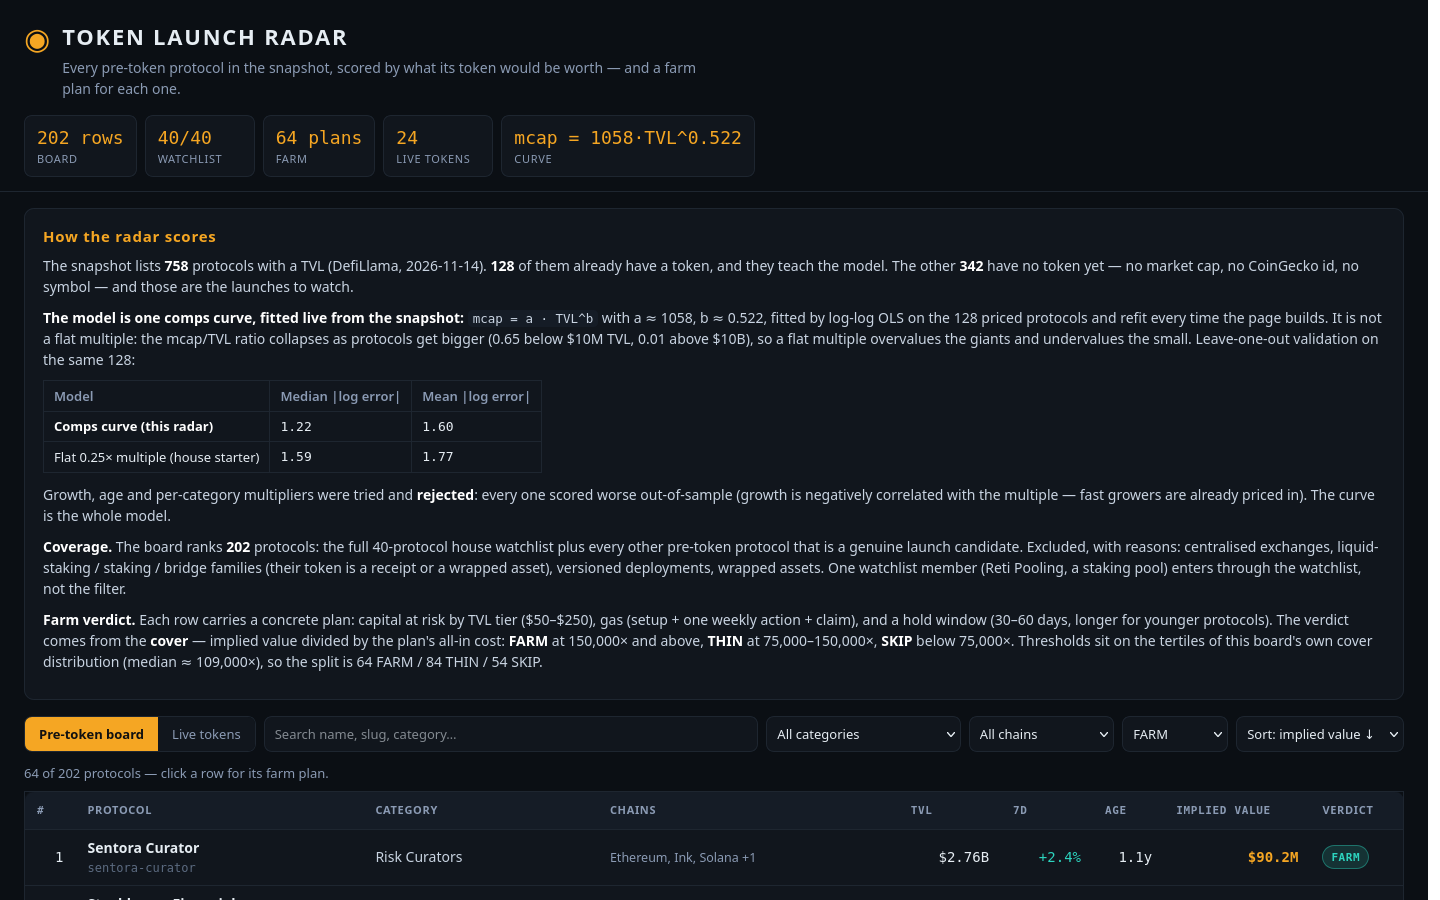 TOKEN LAUNCH RADAR
Every pre-token protocol in the snapshot, scored by what its token would be worth — and a farm
plan for each one.
202 rows
BOARD
40/40
WATCHLIST
64 plans
FARM
24
LIVE TOKENS
mcap = 1058·TVL^0.522
CURVE
How the radar scores
The snapshot lists 758 protocols with a TVL (DefiLlama, 2026-11-14). 128 of them already have a token, and they teach the model. The other 342 have no token yet — no market cap, no CoinGecko id, no
symbol — and those are the launches to watch.
The model is one comps curve, fitted live from the snapshot: mcap = a · TVL^b with a ≈ 1058, b ≈ 0.522, fitted by log-log OLS on the 128 priced protocols and refit every time the page builds. It is not
a flat multiple: the mcap/TVL ratio collapses as protocols get bigger (0.65 below $10M TVL, 0.01 above $10B), so a flat multiple overvalues the giants and undervalues the small. Leave-one-out validation on
the same 128:
Model Median |log error| Mean |log error|
Comps curve (this radar) 1.22 1.60
Flat 0.25× multiple (house starter) 1.59 1.77
Growth, age and per-category multipliers were tried and rejected: every one scored worse out-of-sample (growth is negatively correlated with the multiple — fast growers are already priced in). The curve
is the whole model.
Coverage. The board ranks 202 protocols: the full 40-protocol house watchlist plus every other pre-token protocol that is a genuine launch candidate. Excluded, with reasons: centralised exchanges, liquid-
staking / staking / bridge families (their token is a receipt or a wrapped asset), versioned deployments, wrapped assets. One watchlist member (Reti Pooling, a staking pool) enters through the watchlist,
not the filter.
Farm verdict. Each row carries a concrete plan: capital at risk by TVL tier ($50–$250), gas (setup + one weekly action + claim), and a hold window (30–60 days, longer for younger protocols). The verdict
comes from the cover — implied value divided by the plan's all-in cost: FARM at 150,000× and above, THIN at 75,000–150,000×, SKIP below 75,000×. Thresholds sit on the tertiles of this board's own cover
distribution (median ≈ 109,000×), so the split is 64 FARM / 84 THIN / 54 SKIP.
Pre-token board Live tokens Search name, slug, category... All categories All chains FARM Sort: implied value ↓
64 of 202 protocols — click a row for its farm plan.
# PROTOCOL CATEGORY CHAINS TVL 7D AGE IMPLIED VALUE VERDICT
1 Sentora Curator Risk Curators Ethereum, Ink, Solana +1 $2.76B +2.4% 1.1y $90.2M FARM
sentora-curator